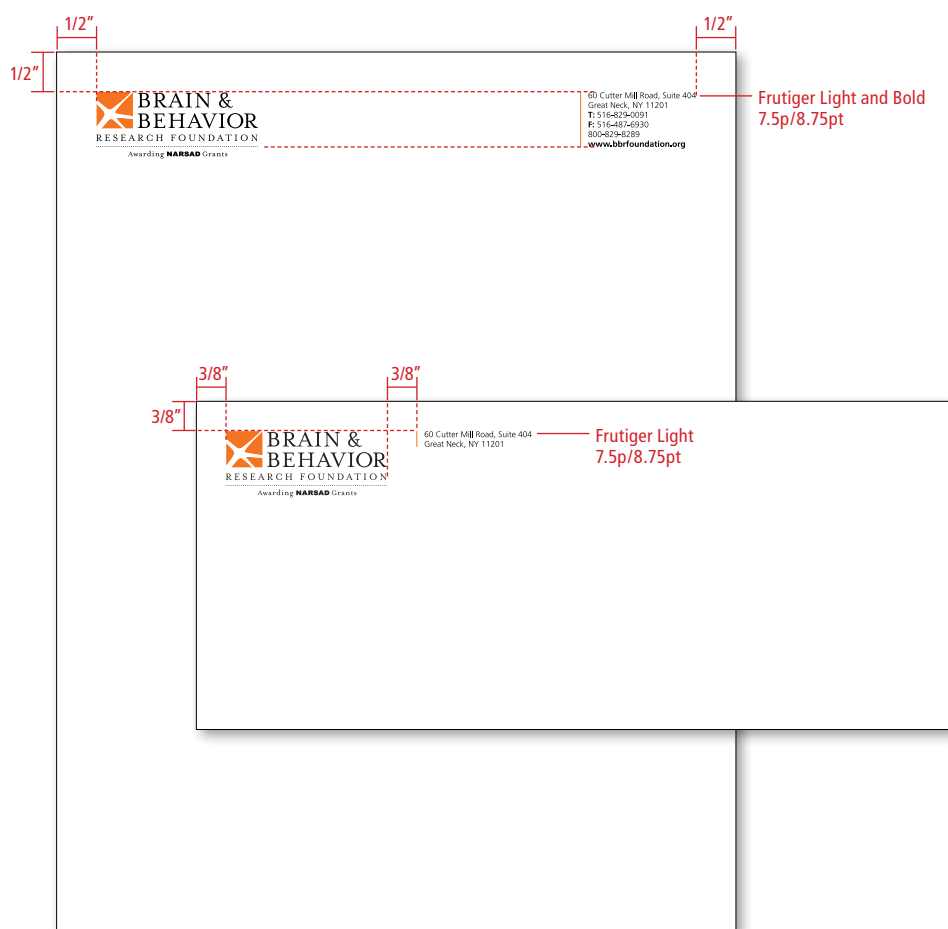 1/2”
1/2”
1/2”
BRAIN &
BEHAVIOR
RESEARCH FOUNDATION
Awarding NARSAD Grants
60 Cutter Mill Road, Suite 404
Great Neck, NY 11201
T: 516-829-0091
F: 516-487-6930
800-829-8289
www.bbrfoundation.org
Frutiger Light and Bold
7.5p/8.75pt
3/8”
3/8”
3/8”
BRAIN &
BEHAVIOR
RESEARCH FOUNDATION
Awarding NARSAD Grants
60 Cutter Mill Road, Suite 404
Great Neck, NY 11201
Frutiger Light
7.5p/8.75pt